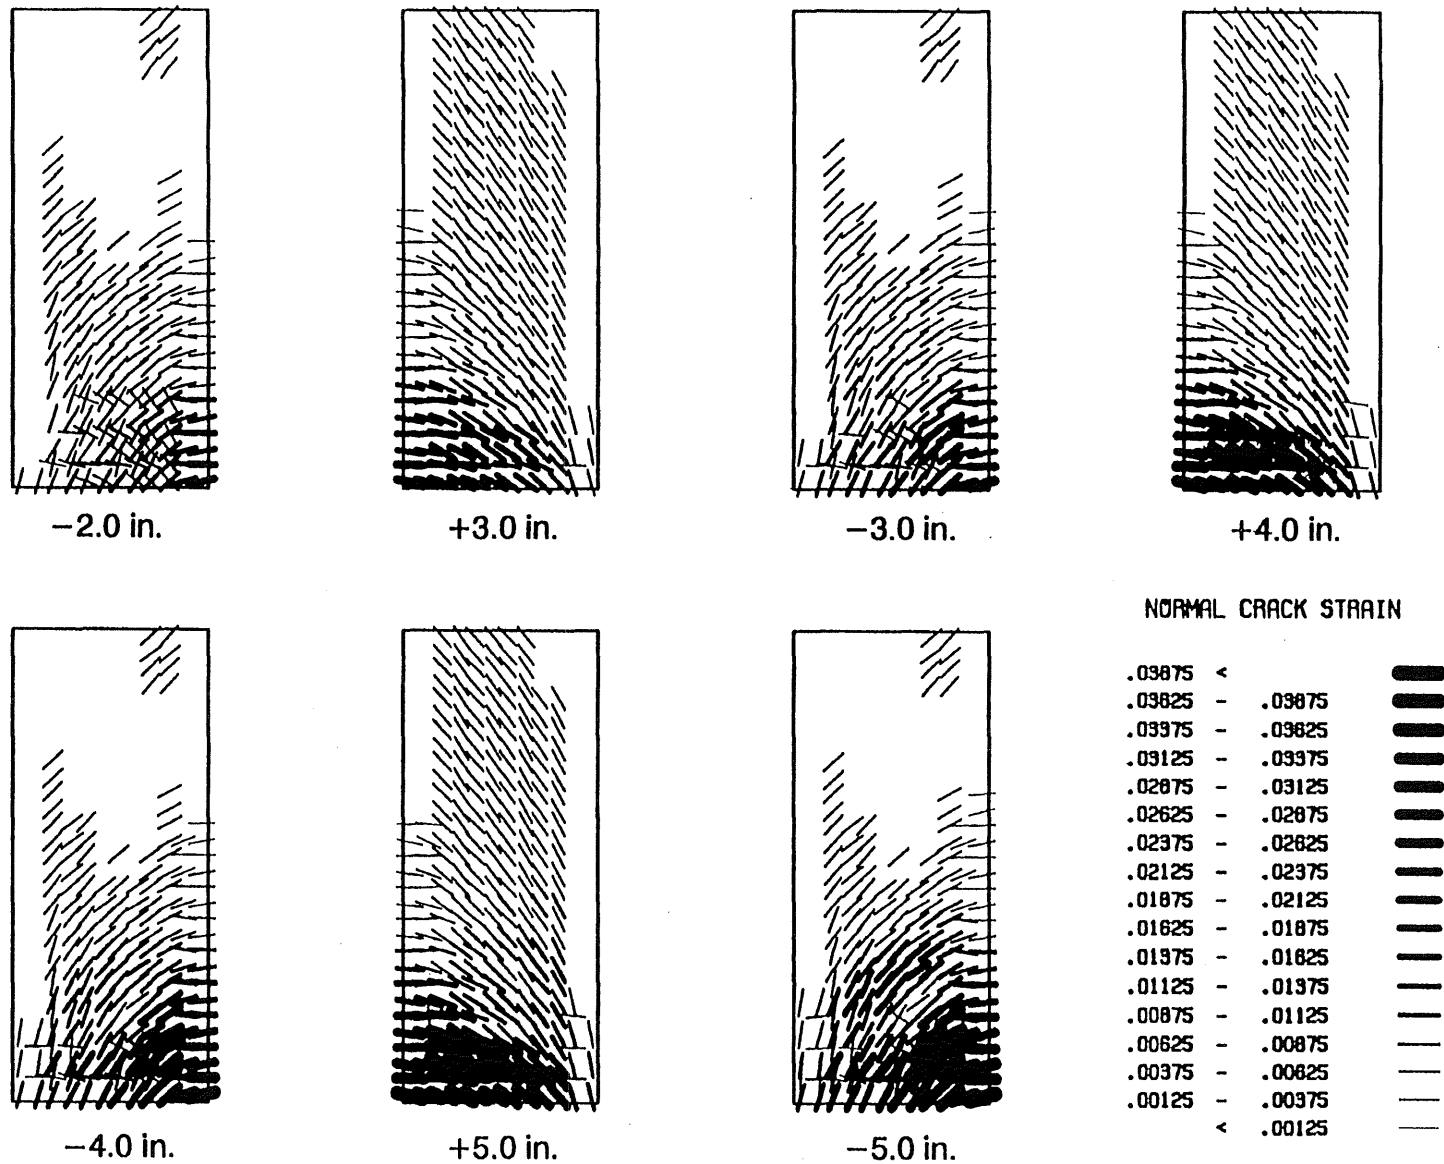 −2.0 in.
+3.0 in.
−3.0 in.
+4.0 in.
−4.0 in.
+5.0 in.
−5.0 in.
NORMAL CRACK STRAIN
.03875 <
.03625 - .03875
.03375 - .03625
.03125 - .03375
.02875 - .03125
.02625 - .02875
.02375 - .02625
.02125 - .02375
.01875 - .02125
.01625 - .01875
.01375 - .01625
.01125 - .01375
.00875 - .01125
.00625 - .00875
.00375 - .00625
.00125 - .00375
< .00125